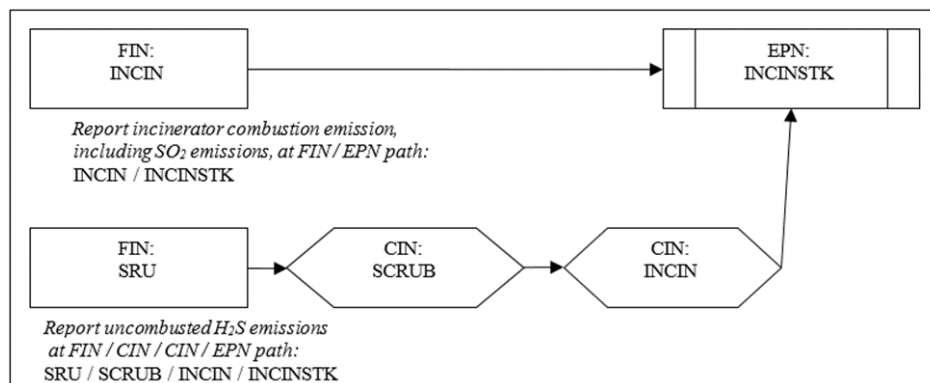 FIN:
INCIN
EPN:
INCINSTK
Report incinerator combustion emission,
including SO₂ emissions, at FIN / EPN path:
INCIN / INCINSTK
FIN:
SRU
CIN:
SCRUB
CIN:
INCIN
Report uncombusted H₂S emissions
at FIN / CIN / CIN / EPN path:
SRU / SCRUB / INCIN / INCINSTK